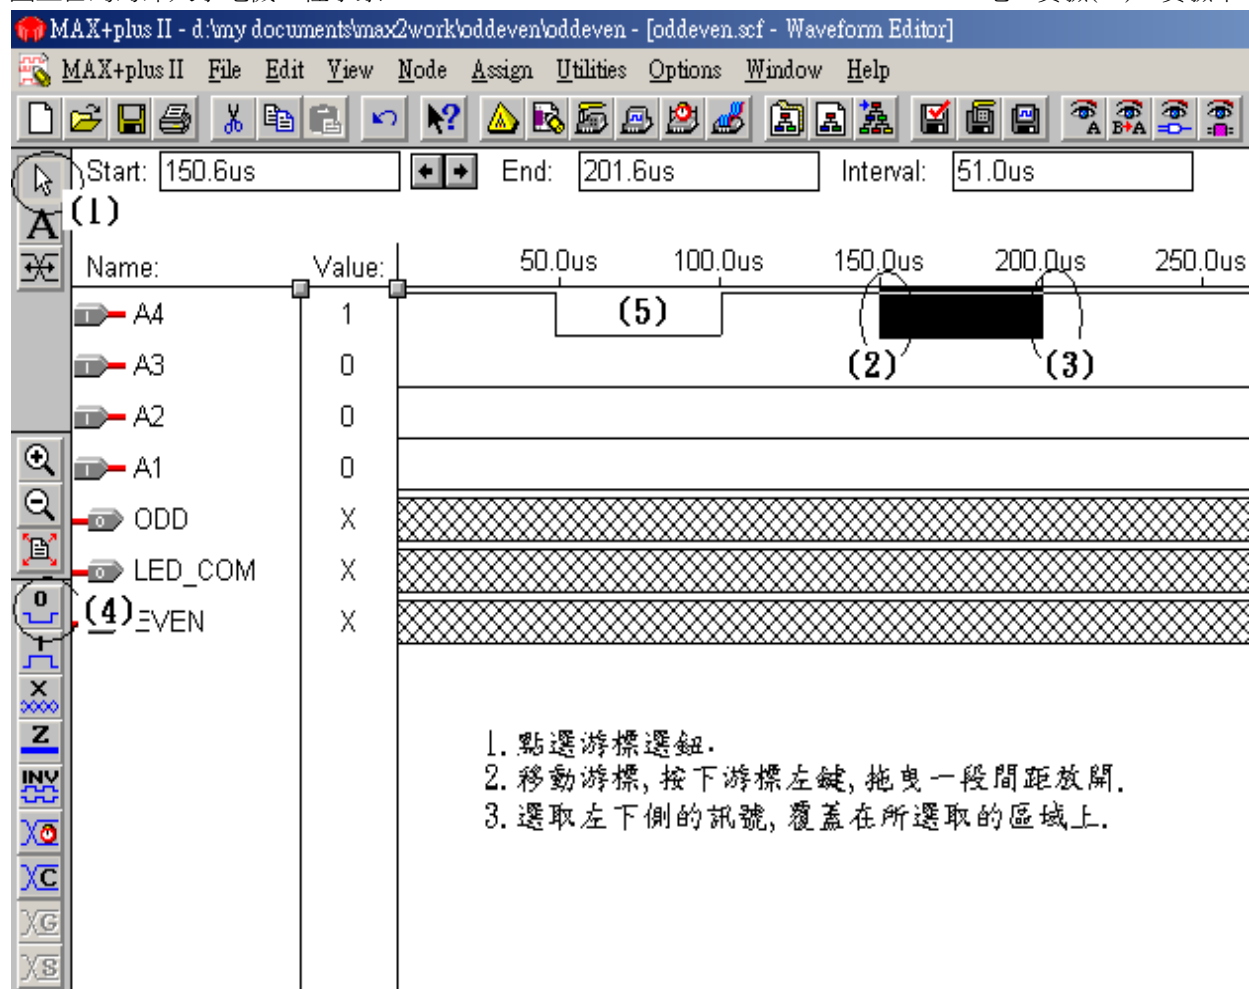 MAX+plus II - d:\my documents\max2work\oddeven\oddeven - [oddeven.scf - Waveform Editor]
MAX+plus II File Edit View Node Assign Utilities Options Window Help
Start: 150.6us End: 201.6us Interval: 51.0us
(1)
A
Name: Value: 50.0us 100.0us 150.0us 200.0us 250.0us
A4 1 (5)
(2) (3)
A3 0
A2 0
A1 0
ODD X
LED_COM X
0
(4) EVEN X
1
X
Z
INV
C
G
S
1. 點選游標選鈕.
2. 移動游標, 按下游標左鍵, 拖曳一段間距放開.
3. 選取左下側的訊號, 覆蓋在所選取的區域上.